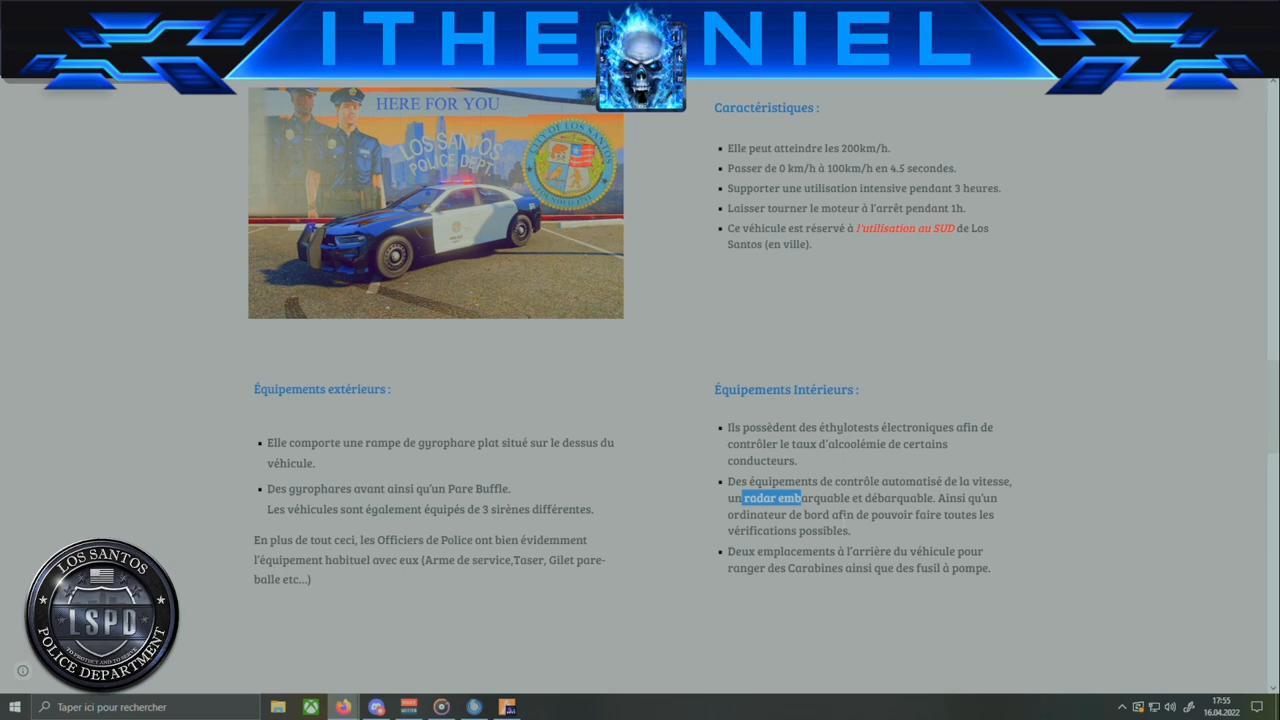 ITHE NIEL
HERE FOR YOU
LOS SANTOS
POLICE DEPT.
CITY OF LOS SANTOS
Caractéristiques :
▪ Elle peut atteindre les 200km/h.
▪ Passer de 0 km/h à 100km/h en 4.5 secondes.
▪ Supporter une utilisation intensive pendant 3 heures.
▪ Laisser tourner le moteur à l'arrêt pendant 1h.
▪ Ce véhicule est réservé à l'utilisation au SUD de Los
Santos (en ville).
Équipements extérieurs :
▪ Elle comporte une rampe de gyrophare plat situé sur le dessus du
véhicule.
▪ Des gyrophares avant ainsi qu'un Pare Buffle.
Les véhicules sont également équipés de 3 sirènes différentes.
En plus de tout ceci, les Officiers de Police ont bien évidemment
l'équipement habituel avec eux (Arme de service,Taser, Gilet pare-
balle etc...)
Équipements Intérieurs :
▪ Ils possèdent des éthylotests électroniques afin de
contrôler le taux d'alcoolémie de certains
conducteurs.
▪ Des équipements de contrôle automatisé de la vitesse,
un radar embarquable et débarquable. Ainsi qu'un
ordinateur de bord afin de pouvoir faire toutes les
vérifications possibles.
▪ Deux emplacements à l'arrière du véhicule pour
ranger des Carabines ainsi que des fusil à pompe.
LOS SANTOS
LSPD
TO PROTECT AND TO SERVE
POLICE DEPARTMENT
Taper ici pour rechercher
17:55
16.04.2022